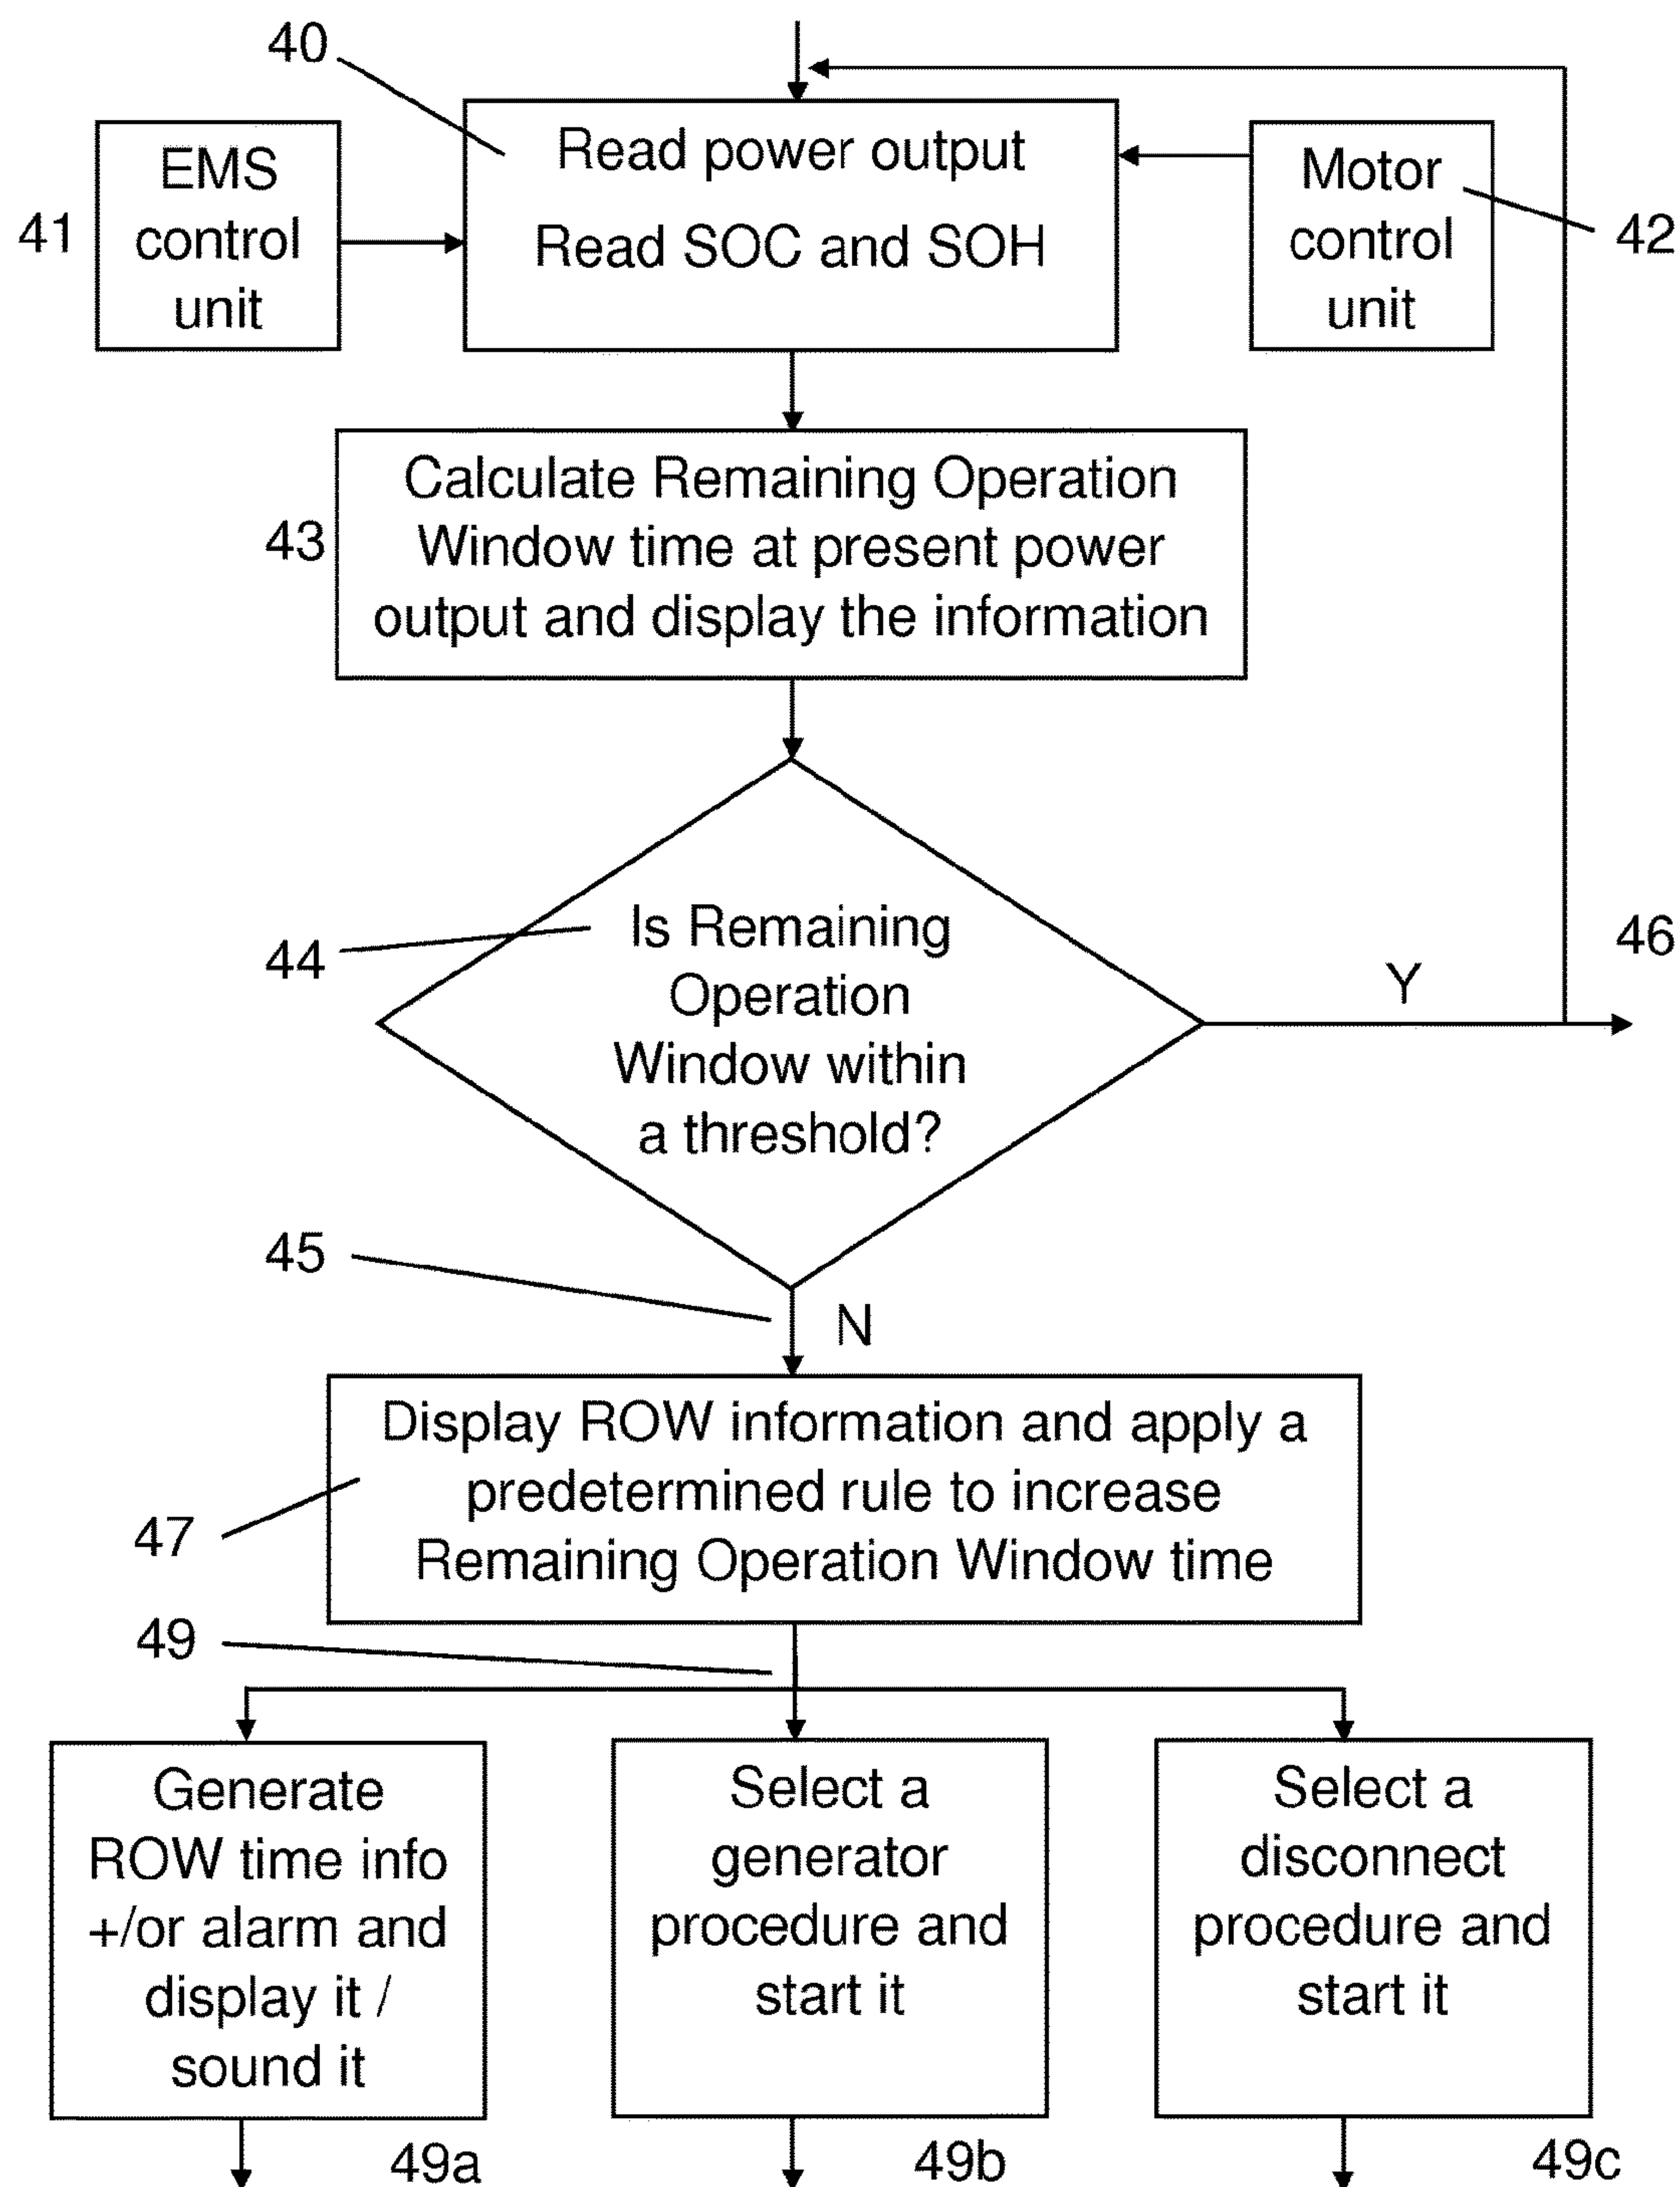 40
Read power output
Read SOC and SOH
EMS
control
unit
41
Motor
control
unit
42
Calculate Remaining Operation
Window time at present power
output and display the information
43
Is Remaining
Operation
Window within
a threshold?
44
Y
46
45
N
Display ROW information and apply a
predetermined rule to increase
Remaining Operation Window time
47
49
Generate
ROW time info
+/or alarm and
display it /
sound it
49a
Select a
generator
procedure and
start it
49b
Select a
disconnect
procedure and
start it
49c